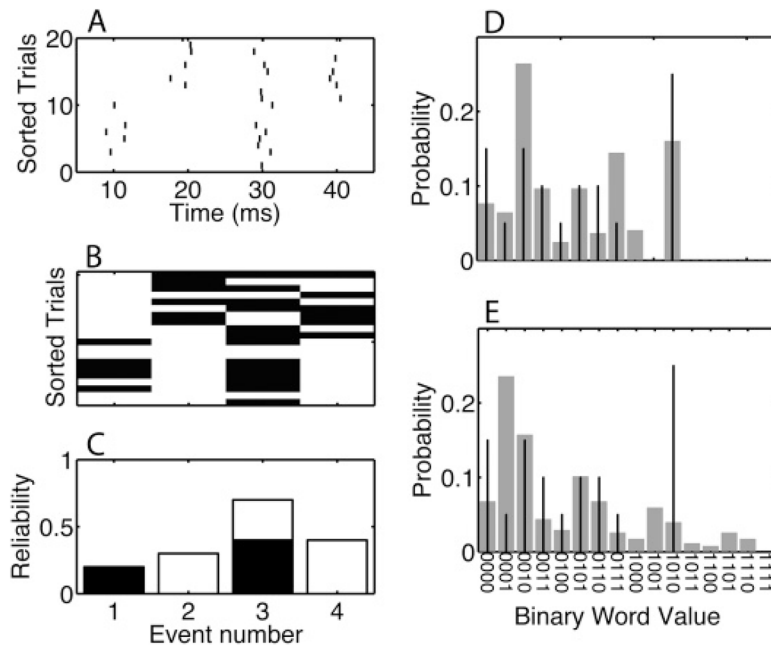 A
Sorted Trials
20
10
0
10
20
30
40
Time (ms)
B
Sorted Trials
C
Reliability
1
0.5
0
1
2
3
4
Event number
D
Probability
0.2
0.1
0
E
Probability
0.2
0.1
0
0000
0001
0010
0011
0100
0101
0110
0111
1000
1001
1010
1011
1100
1101
1110
1111
Binary Word Value